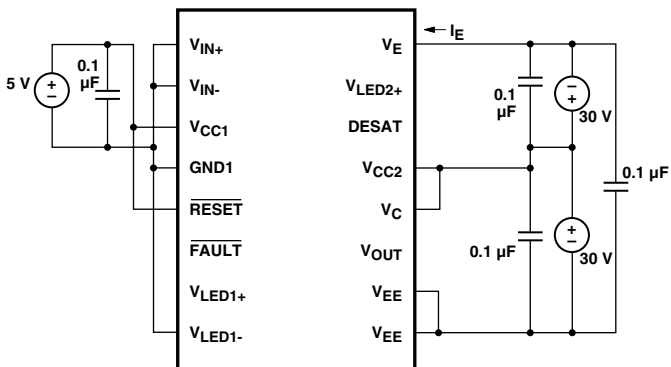 5 V
0.1
µF
V_IN+
V_IN-
V_CC1
GND1
RESET
FAULT
V_LED1+
V_LED1-
V_E
V_LED2+
DESAT
V_CC2
V_C
V_OUT
V_EE
V_EE
I_E
0.1
µF
30 V
0.1 µF
0.1 µF
30 V